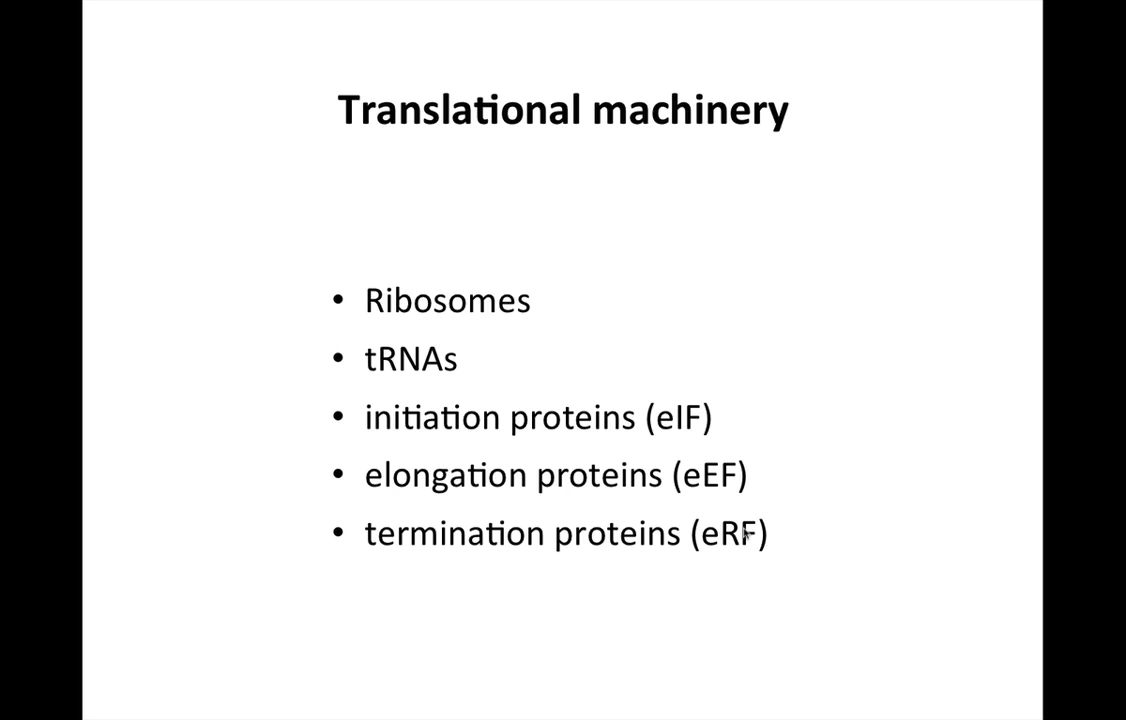 Translational machinery
• Ribosomes
• tRNAs
• initiation proteins (eIF)
• elongation proteins (eEF)
• termination proteins (eRF)